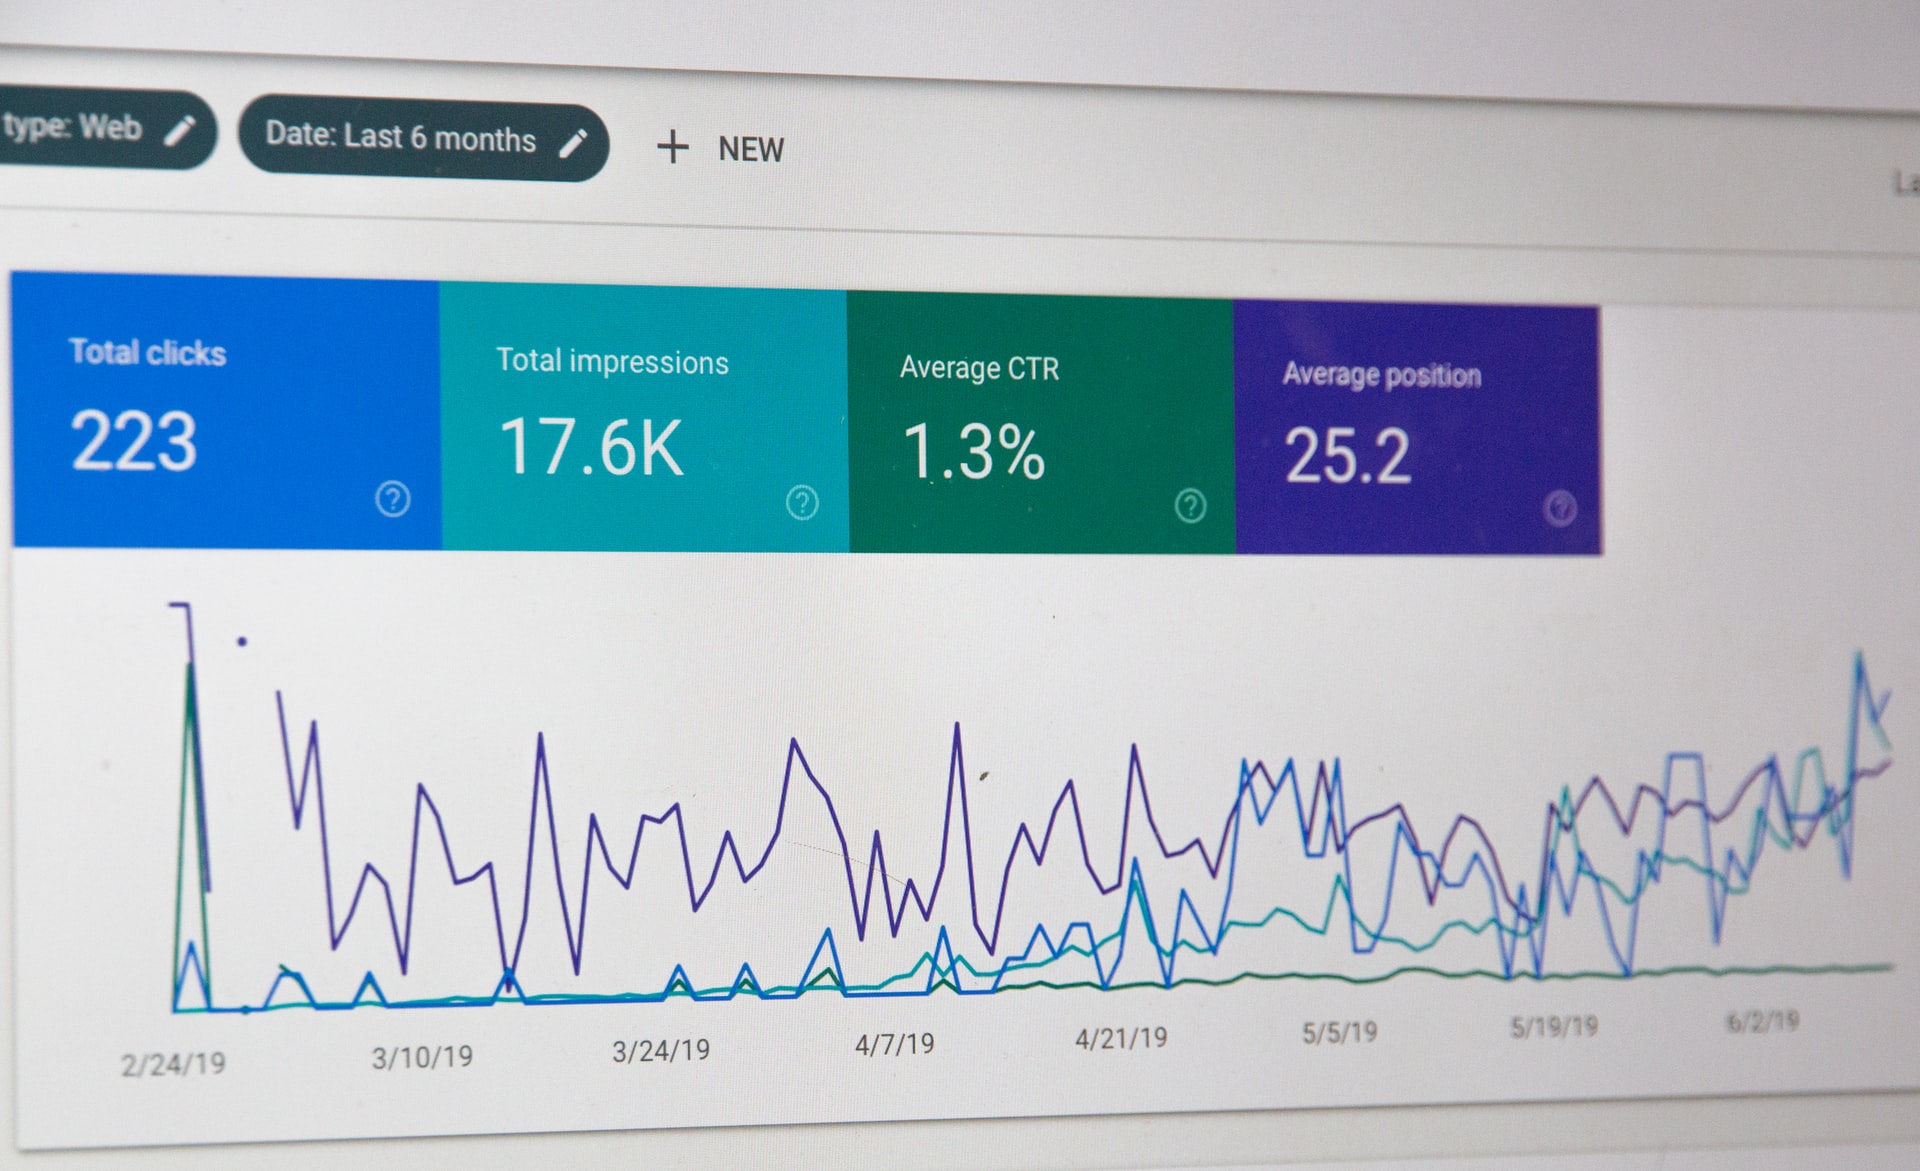 type: Web
Date: Last 6 months
+ NEW
Total clicks
223
Total impressions
17.6K
Average CTR
1.3%
Average position
25.2
2/24/19 3/10/19 3/24/19 4/7/19 4/21/19 5/5/19 5/19/19 6/2/19